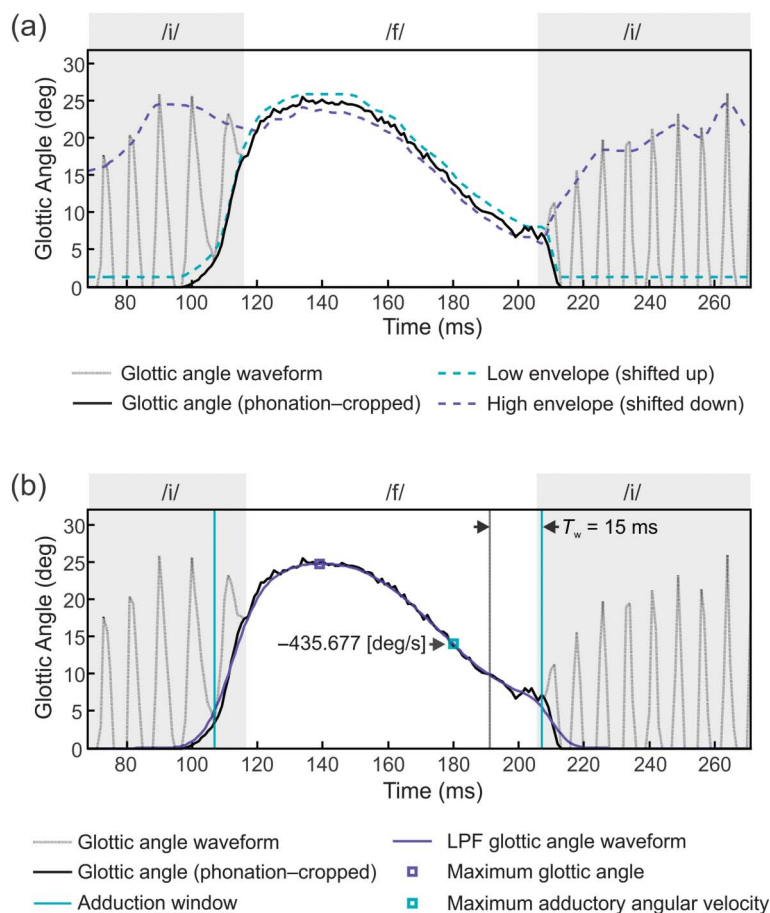 (a)
/i/ /f/ /i/
30
25
20
15
10
5
0
Glottic Angle (deg)
80 100 120 140 160 180 200 220 240 260
Time (ms)
Glottic angle waveform
Low envelope (shifted up)
Glottic angle (phonation–cropped)
High envelope (shifted down)
(b)
/i/ /f/ /i/
30
25
20
15
10
5
0
Glottic Angle (deg)
Tw = 15 ms
−435.677 [deg/s]
80 100 120 140 160 180 200 220 240 260
Time (ms)
Glottic angle waveform
LPF glottic angle waveform
Glottic angle (phonation–cropped)
Maximum glottic angle
Adduction window
Maximum adductory angular velocity